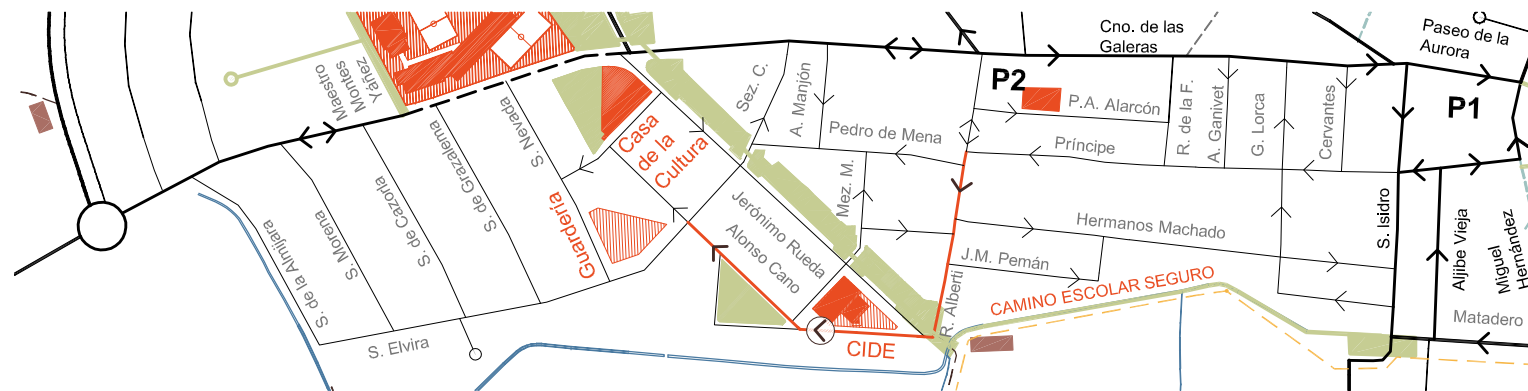 Cno. de las
Galeras
Paseo de la
Aurora
Maestro
Montes
Yáñez
P2
P1
Sez. C.
A. Manjón
P.A. Alarcón
R. de la F.
A. Ganivet
G. Lorca
Cervantes
S. Nevada
Casa
de la
Cultura
Pedro de Mena
Príncipe
S. de Grazalema
S. de Cazorla
S. Morena
S. de la Almijara
Guardería
Mez. M.
Jerónimo Rueda
Alonso Cano
Hermanos Machado
S. Isidro
Aljibe Vieja
Miguel
Hernández
J.M. Pemán
R. Alberti
CAMINO ESCOLAR SEGURO
Matadero
S. Elvira
CIDE